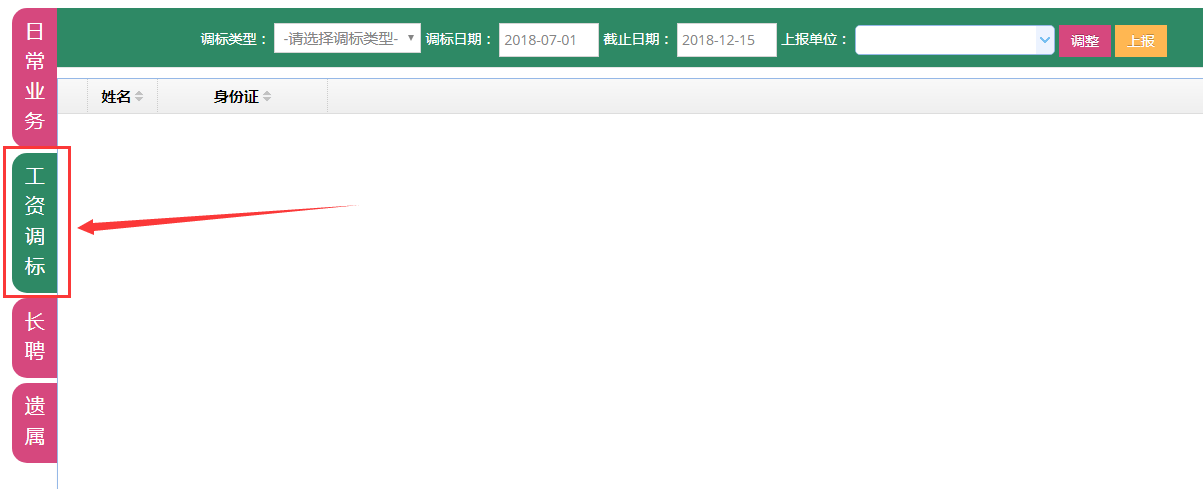 日常业务
调标类型： -请选择调标类型- 调标日期： 2018-07-01 截止日期： 2018-12-15 上报单位： 调整 上报
姓名 身份证
工资调标
长聘
遗属